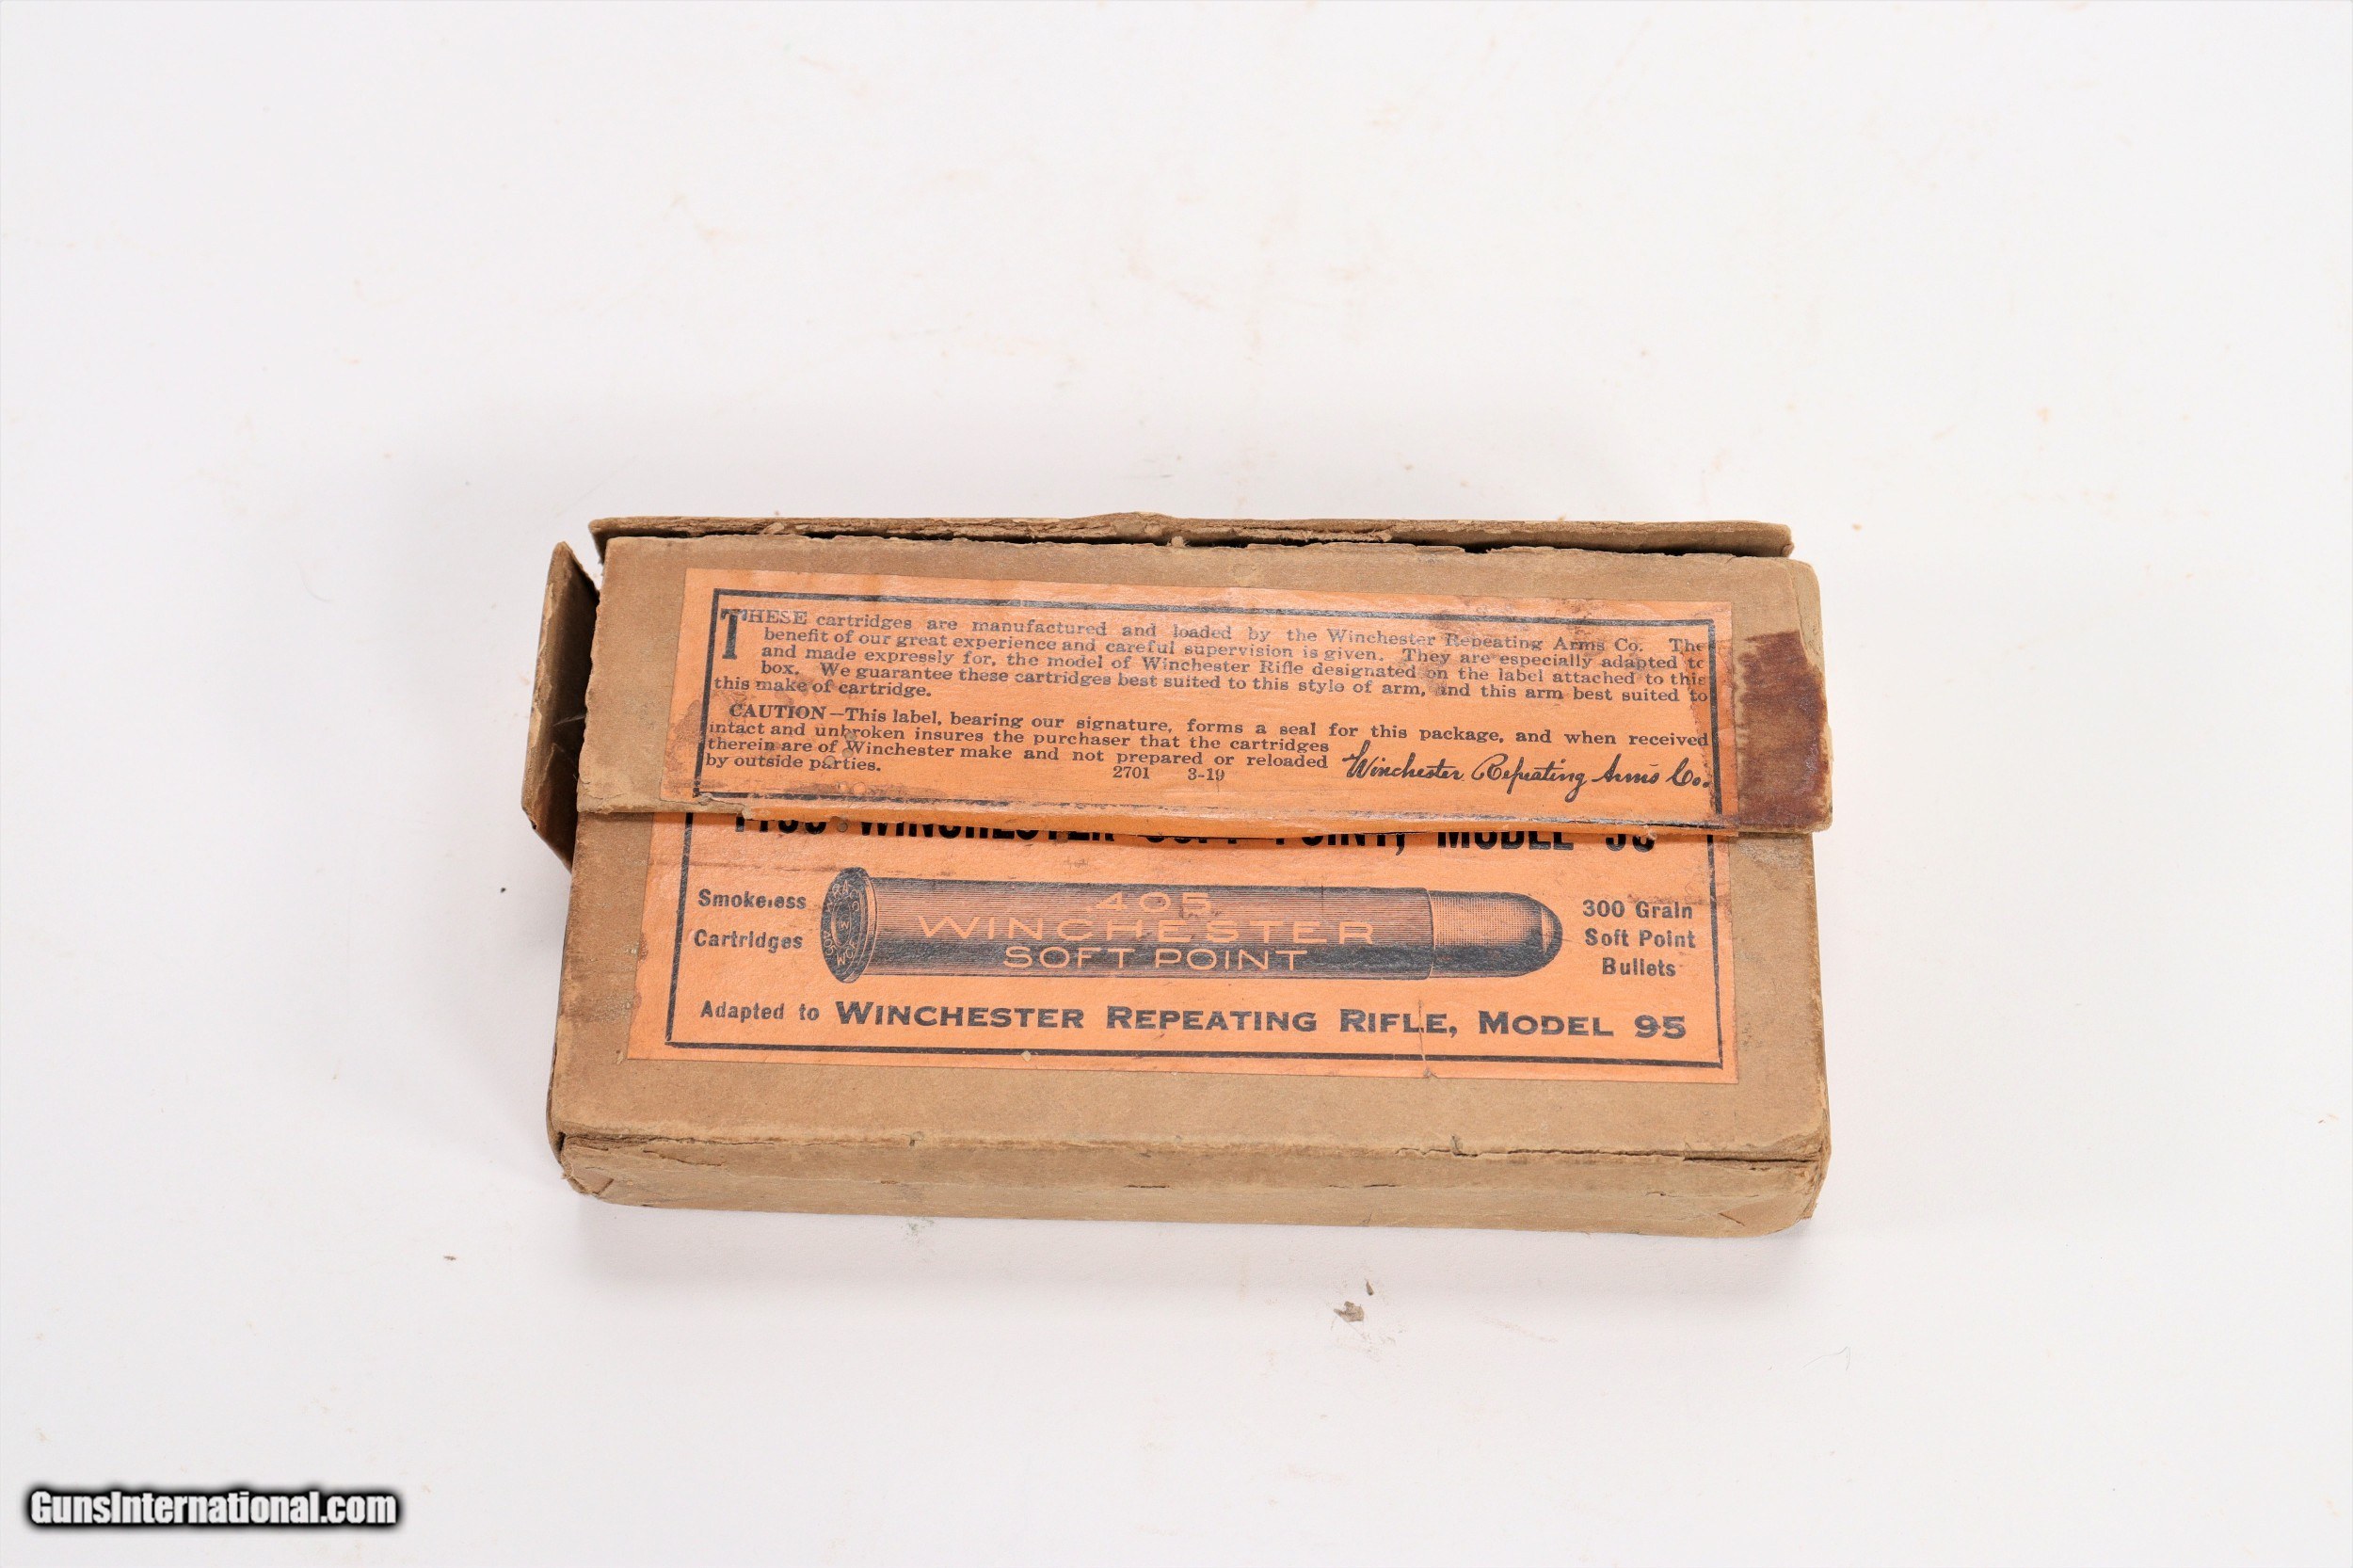 THESE cartridges are manufactured and loaded by the Winchester Repeating Arms Co. The
benefit of our great experience and careful supervision is given. They are especially adapted to
and made expressly for, the model of Winchester Rifle designated on the label attached to this
box. We guarantee these cartridges best suited to this style of arm, and this arm best suited to
this make of cartridge.
CAUTION—This label, bearing our signature, forms a seal for this package, and when received
intact and unbroken insures the purchaser that the cartridges
therein are of Winchester make and not prepared or reloaded
by outside parties.
2701 3-19
Winchester Repeating Arms Co.
WINCHESTER SOFT POINT, MODEL 95
Smokeless
Cartridges
W.R.A.
.405
WINCHESTER
SOFT POINT
300 Grain
Soft Point
Bullets
Adapted to WINCHESTER REPEATING RIFLE, MODEL 95
GunsInternational.com